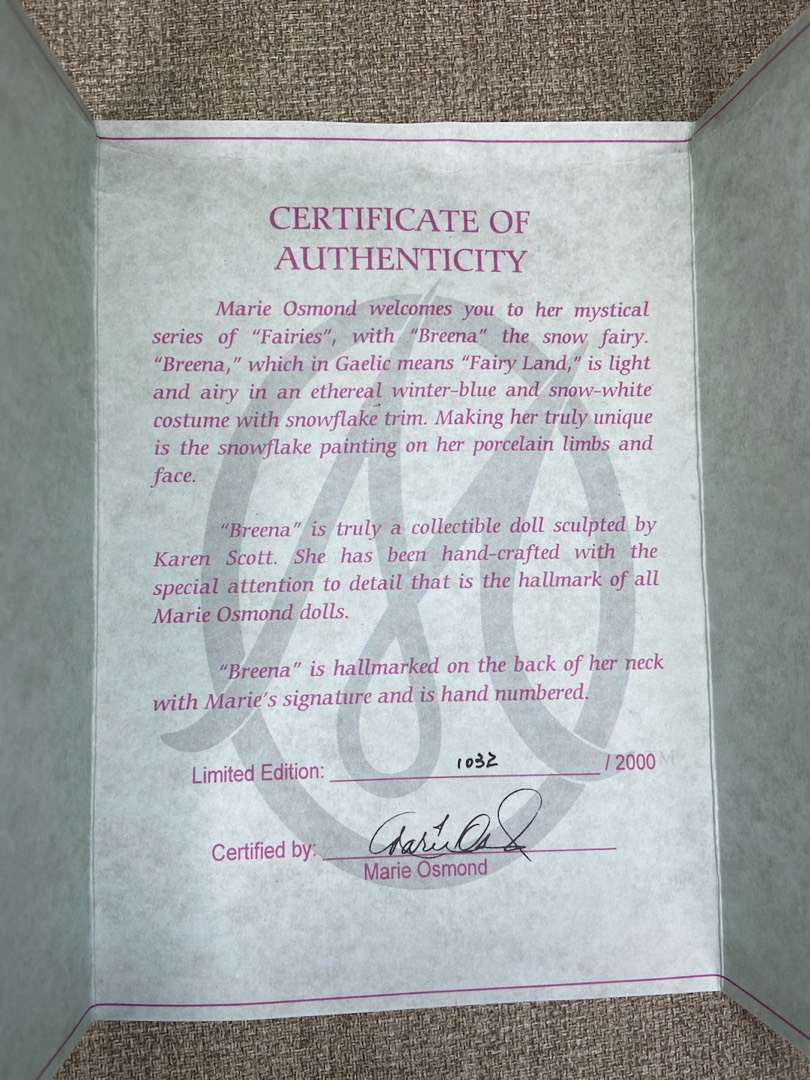 CERTIFICATE OF
AUTHENTICITY
Marie Osmond welcomes you to her mystical
series of “Fairies”, with “Breena” the snow fairy.
“Breena,” which in Gaelic means “Fairy Land,” is light
and airy in an ethereal winter-blue and snow-white
costume with snowflake trim. Making her truly unique
is the snowflake painting on her porcelain limbs and
face.
“Breena” is truly a collectible doll sculpted by
Karen Scott. She has been hand-crafted with the
special attention to detail that is the hallmark of all
Marie Osmond dolls.
“Breena” is hallmarked on the back of her neck
with Marie’s signature and is hand numbered.
Limited Edition: 1032 / 2000
Certified by: Marie Osmond
Marie Osmond